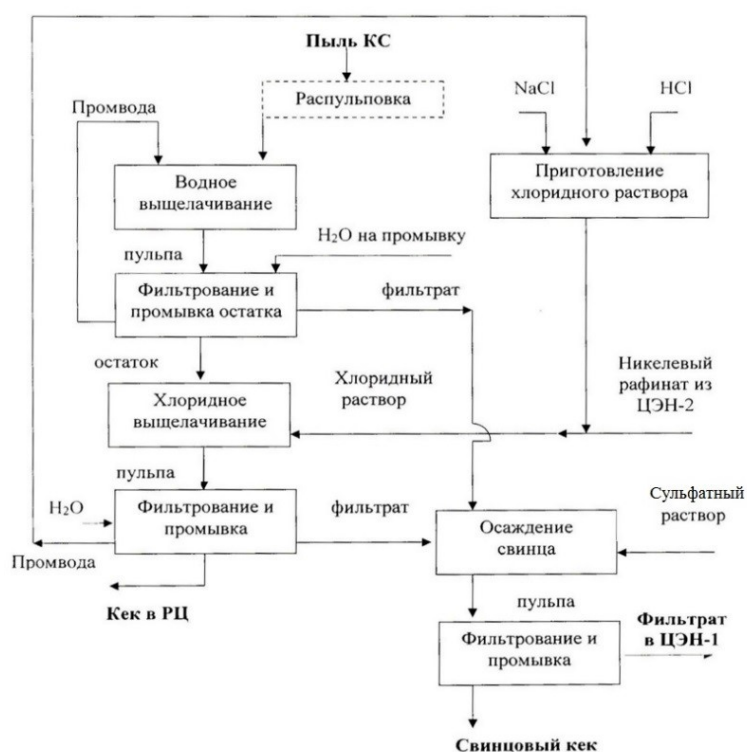 Пыль КС
Промвода
Распульповка
NaCl
HCl
Водное
выщелачивание
Приготовление
хлоридного раствора
пульпа
H₂O на промывку
Фильтрование и
промывка остатка
фильтрат
остаток
Хлоридный
раствор
Никелевый
рафинат из
ЦЭН-2
Хлоридное
выщелачивание
пульпа
H₂O
Фильтрование и
промывка
фильтрат
Сульфатный
раствор
Осаждение
свинца
Промвода
Кек в РЦ
пульпа
Фильтрование и
промывка
Фильтрат
в ЦЭН-1
Свинцовый кек